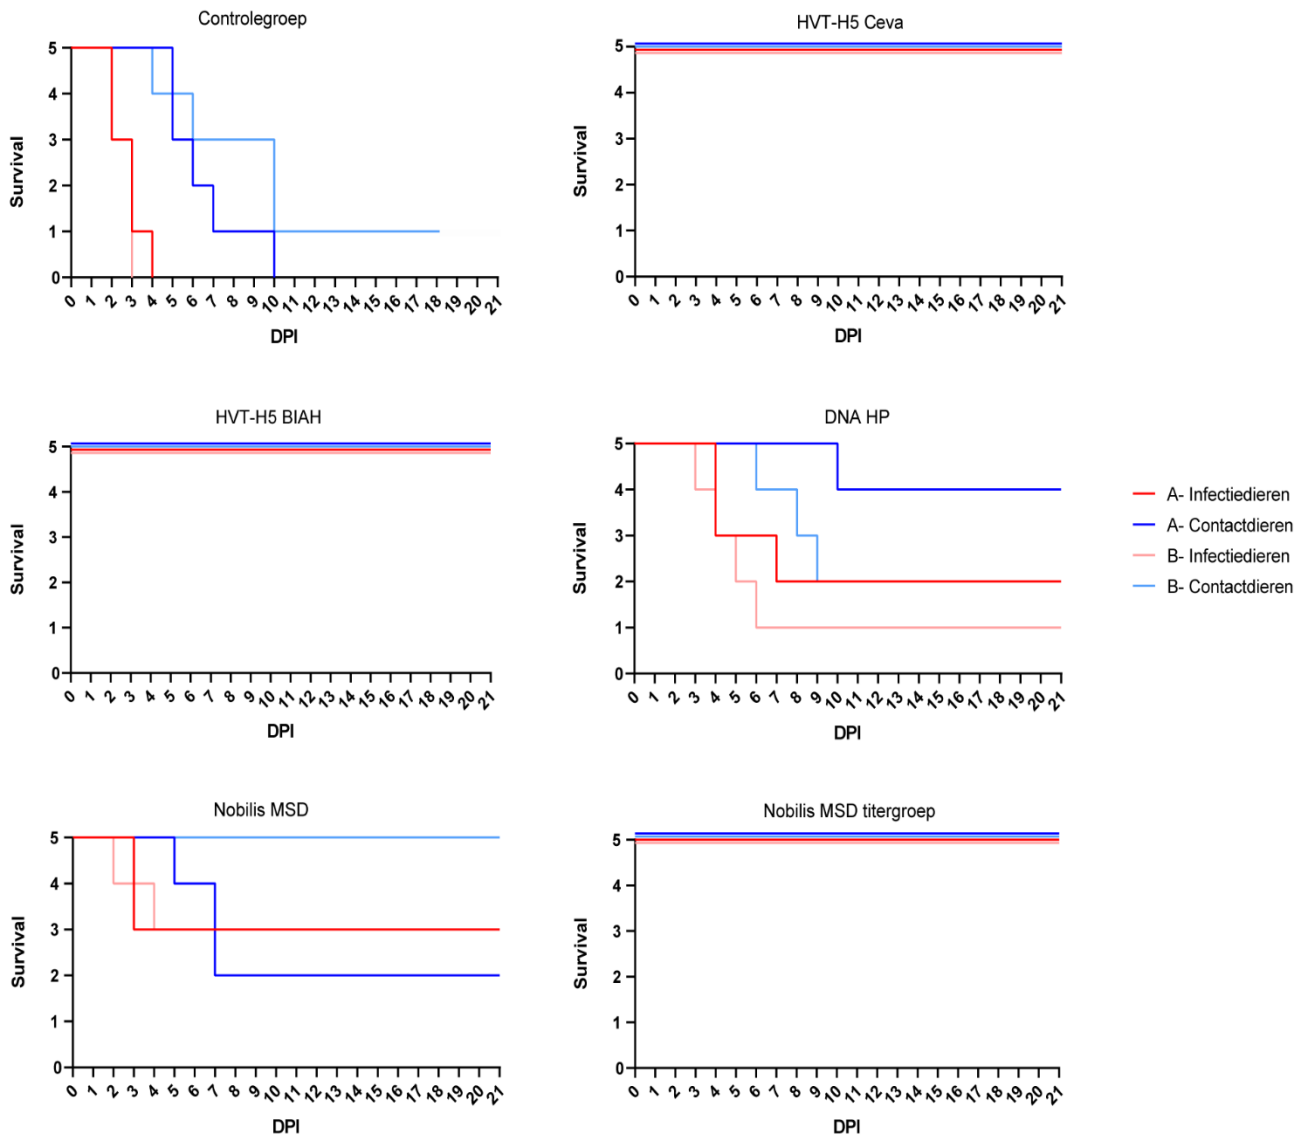 Controlegroep
Survival
5
4
3
2
1
0
0 1 2 3 4 5 6 7 8 9 10 11 12 13 14 15 16 17 18 19 20 21
DPI
HVT-H5 Ceva
Survival
5
4
3
2
1
0
0 1 2 3 4 5 6 7 8 9 10 11 12 13 14 15 16 17 18 19 20 21
DPI
HVT-H5 BIAH
Survival
5
4
3
2
1
0
0 1 2 3 4 5 6 7 8 9 10 11 12 13 14 15 16 17 18 19 20 21
DPI
DNA HP
Survival
5
4
3
2
1
0
0 1 2 3 4 5 6 7 8 9 10 11 12 13 14 15 16 17 18 19 20 21
DPI
A- Infectiedieren
A- Contactdieren
B- Infectiedieren
B- Contactdieren
Nobilis MSD
Survival
5
4
3
2
1
0
0 1 2 3 4 5 6 7 8 9 10 11 12 13 14 15 16 17 18 19 20 21
DPI
Nobilis MSD titergroep
Survival
5
4
3
2
1
0
0 1 2 3 4 5 6 7 8 9 10 11 12 13 14 15 16 17 18 19 20 21
DPI